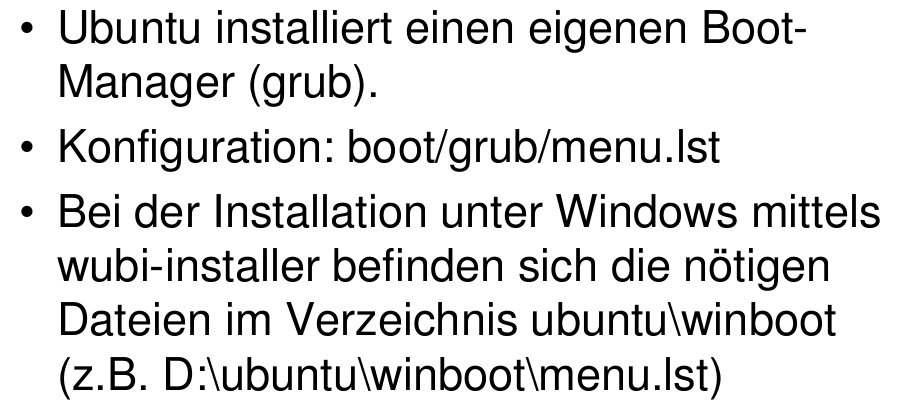 • Ubuntu installiert einen eigenen Boot-
Manager (grub).
• Konfiguration: boot/grub/menu.lst
• Bei der Installation unter Windows mittels
wubi-installer befinden sich die nötigen
Dateien im Verzeichnis ubuntu\winboot
(z.B. D:\ubuntu\winboot\menu.lst)